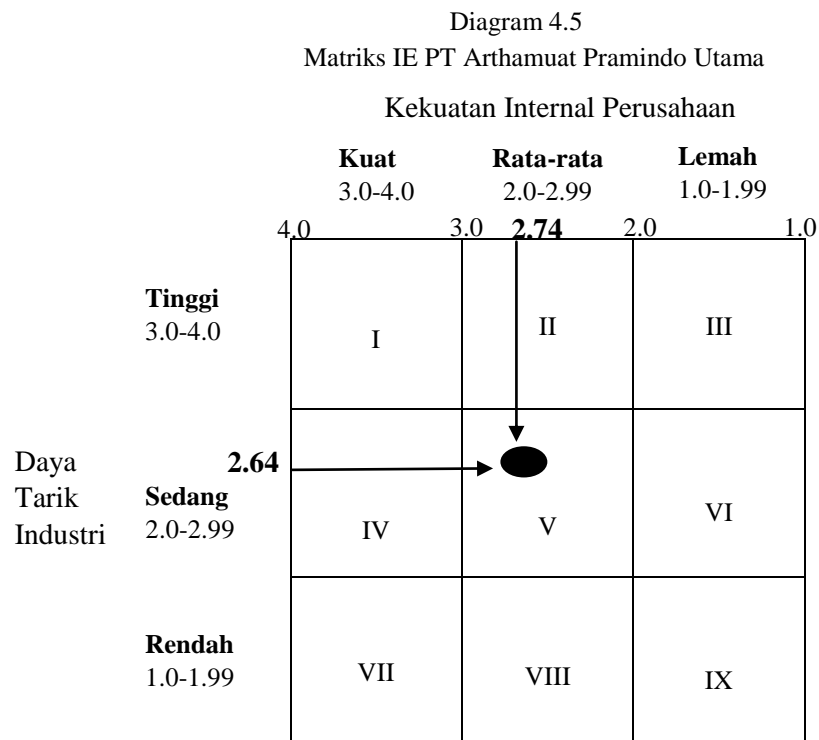 Diagram 4.5
Matriks IE PT Arthamuat Pramindo Utama
Kekuatan Internal Perusahaan
Kuat Rata-rata Lemah
3.0-4.0 2.0-2.99 1.0-1.99
4.0 3.0 2.74 2.0 1.0
Tinggi
3.0-4.0
I II III
Daya
Tarik
Industri
2.64
Sedang
2.0-2.99
IV V VI
Rendah
1.0-1.99
VII VIII IX